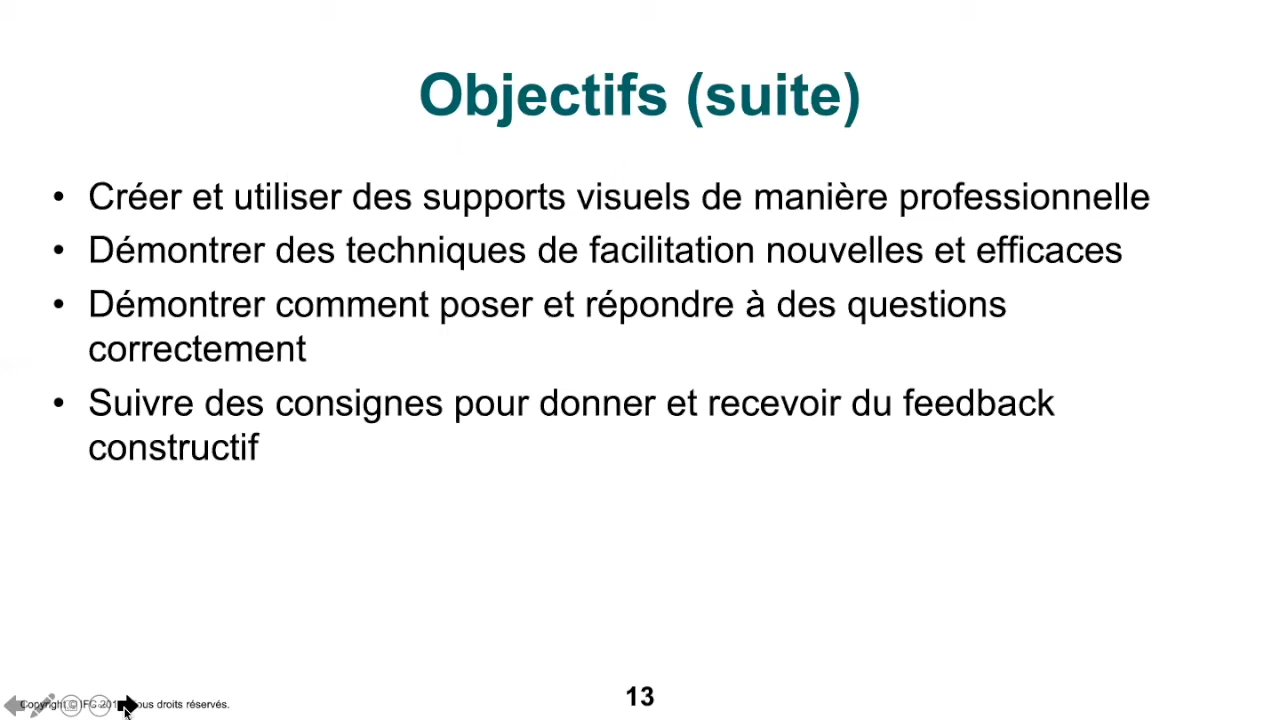 Objectifs (suite)
• Créer et utiliser des supports visuels de manière professionnelle
• Démontrer des techniques de facilitation nouvelles et efficaces
• Démontrer comment poser et répondre à des questions
correctement
• Suivre des consignes pour donner et recevoir du feedback
constructif
Copyright © IFC tous droits réservés.
13